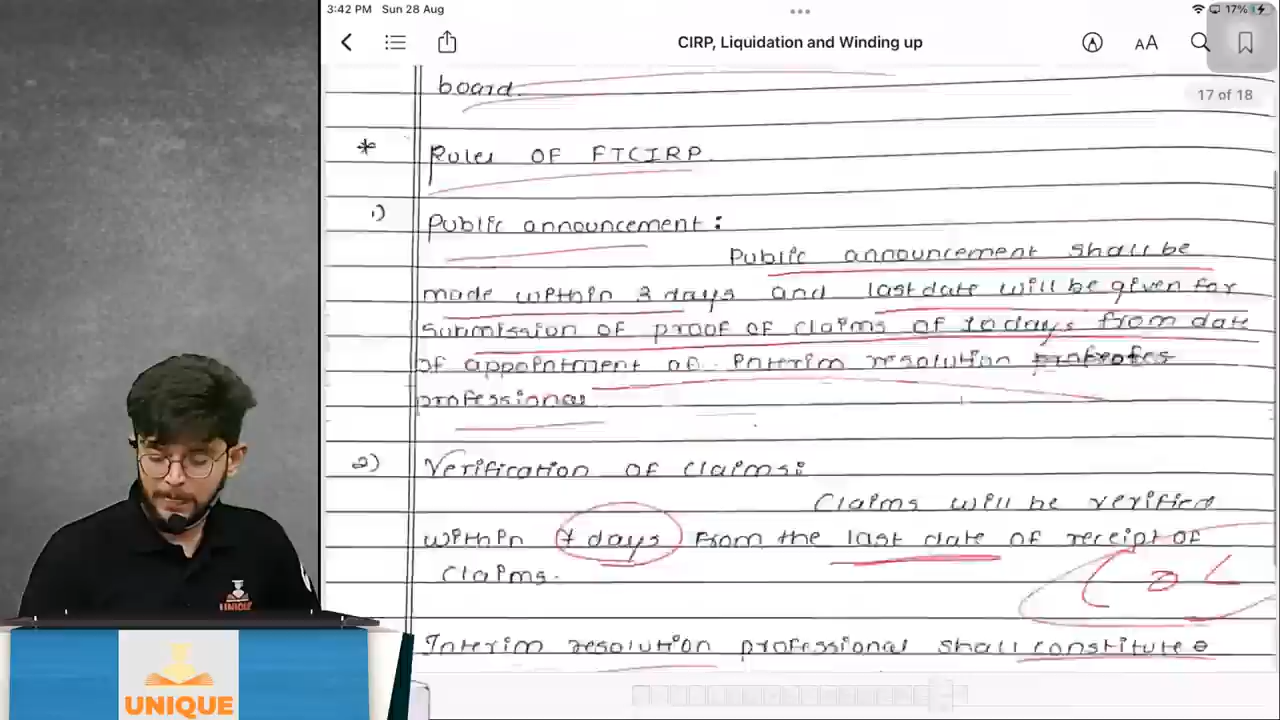 3:42 PM Sun 28 Aug
17%
CIRP, Liquidation and Winding up
AA
17 of 18
board.
* Rules OF FTCIRP
1) Public announcement:
Public announcement shall be
made within 3 days and last date will be given for
submission of proof of claims of 10 days from date
of appointment of interim resolution
professional
2) Verification of claims:
Claims will be verified
within 7 days from the last date of receipt of
claims.
Interim resolution professional shall constitute
UNIQUE
UNIQUE